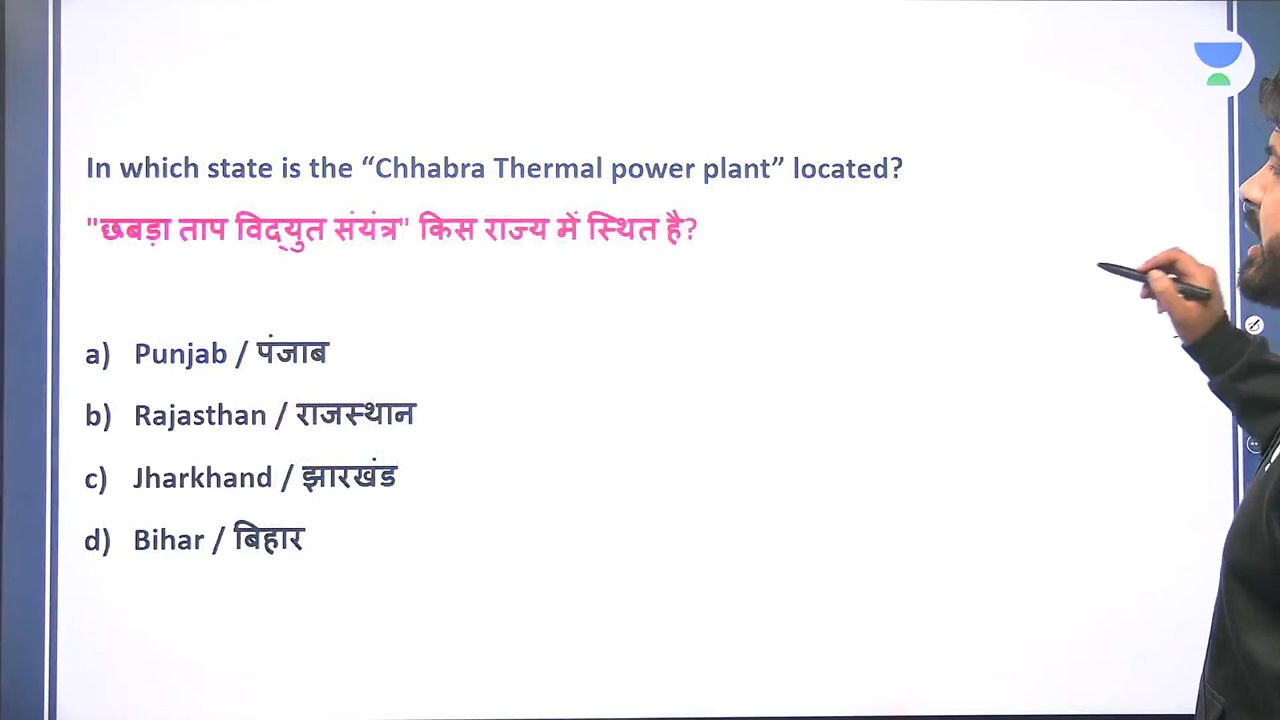 In which state is the “Chhabra Thermal power plant” located?
"छबड़ा ताप विद्युत संयंत्र" किस राज्य में स्थित है?
a) Punjab / पंजाब
b) Rajasthan / राजस्थान
c) Jharkhand / झारखंड
d) Bihar / बिहार